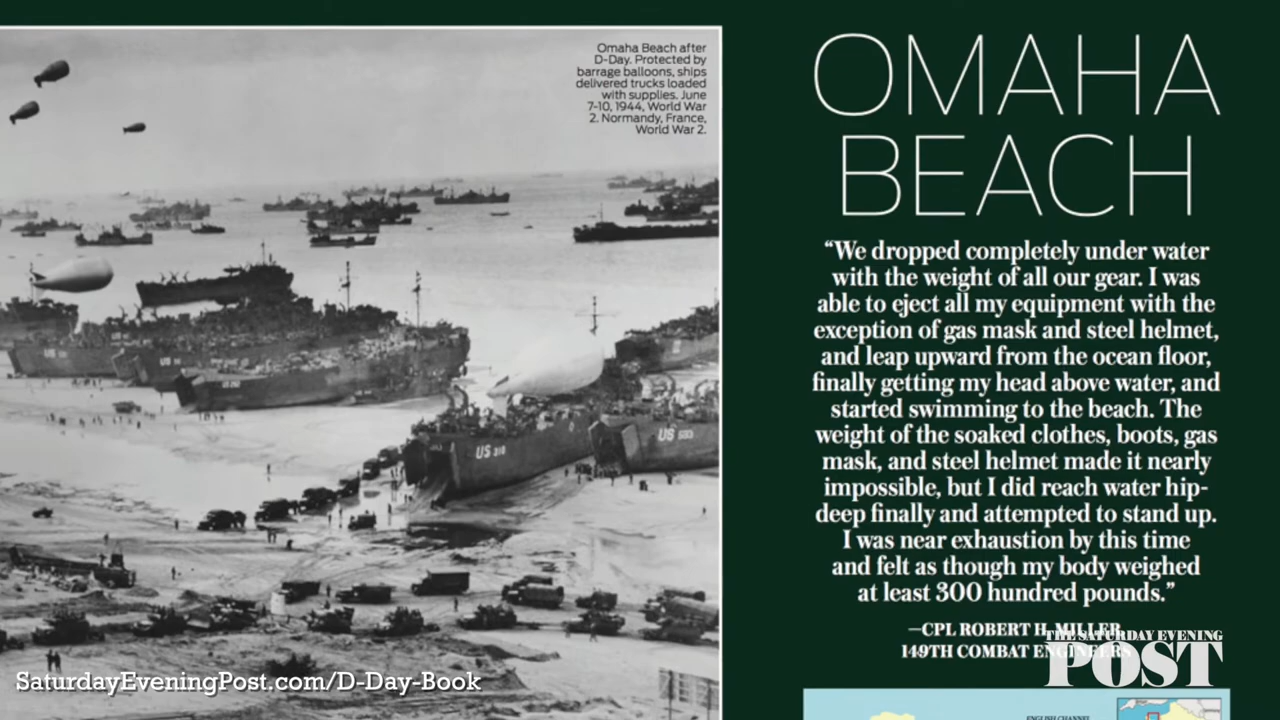 Omaha Beach after
D-Day. Protected by
barrage balloons, ships
delivered trucks loaded
with supplies. June
7-10, 1944, World War
2. Normandy, France,
World War 2.
OMAHA
BEACH
“We dropped completely under water
with the weight of all our gear. I was
able to eject all my equipment with the
exception of gas mask and steel helmet,
and leap upward from the ocean floor,
finally getting my head above water, and
started swimming to the beach. The
weight of the soaked clothes, boots, gas
mask, and steel helmet made it nearly
impossible, but I did reach water hip-
deep finally and attempted to stand up.
I was near exhaustion by this time
and felt as though my body weighed
at least 300 hundred pounds.”
—CPL ROBERT H. MILLER
149TH COMBAT ENGINEERS
THE SATURDAY EVENING
POST
US 310
US 503
SaturdayEveningPost.com/D-Day-Book
ENGLISH CHANNEL